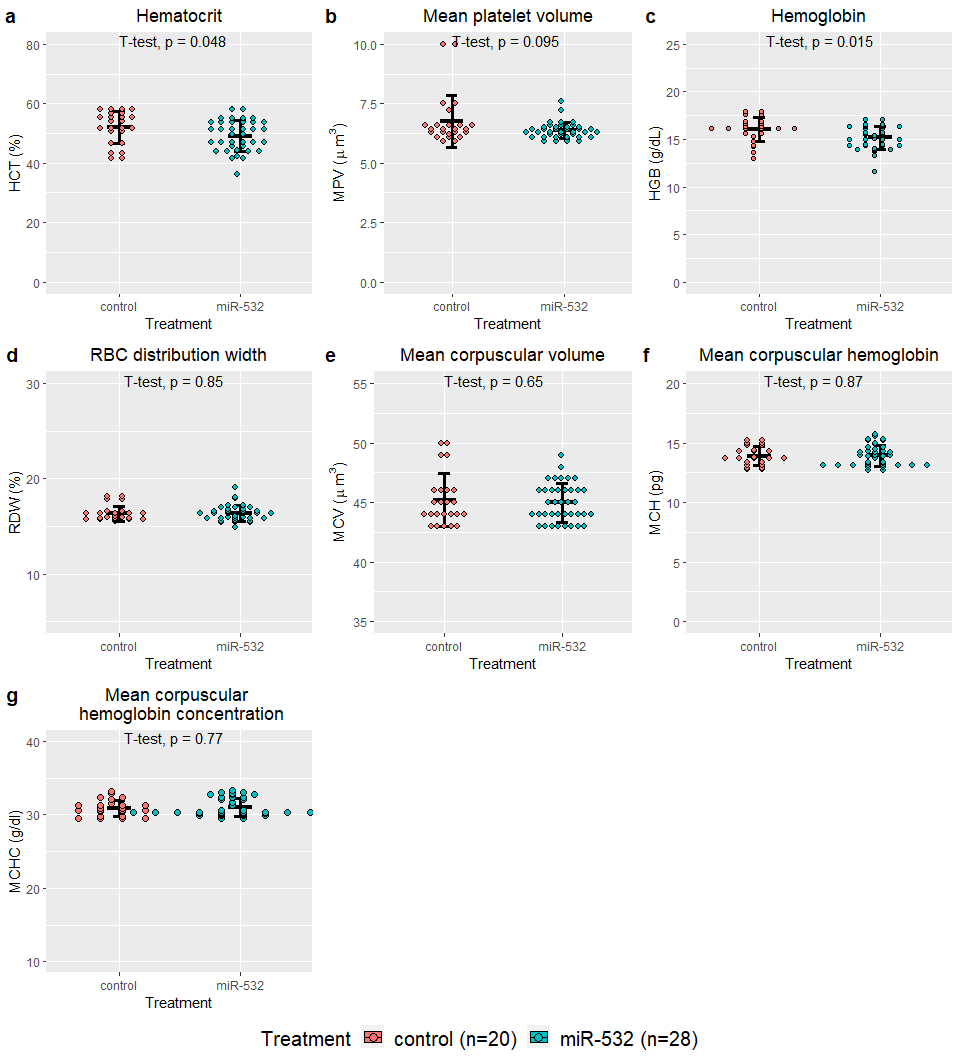 a
Hematocrit
T-test, p = 0.048
80
60
40
20
0
HCT (%)
control
miR-532
Treatment
b
Mean platelet volume
T-test, p = 0.095
10.0
7.5
5.0
2.5
0.0
MPV (μm³)
control
miR-532
Treatment
c
Hemoglobin
T-test, p = 0.015
25
20
15
10
5
0
HGB (g/dL)
control
miR-532
Treatment
d
RBC distribution width
T-test, p = 0.85
30
20
10
RDW (%)
control
miR-532
Treatment
e
Mean corpuscular volume
T-test, p = 0.65
55
50
45
40
35
MCV (μm³)
control
miR-532
Treatment
f
Mean corpuscular hemoglobin
T-test, p = 0.87
20
15
10
5
0
MCH (pg)
control
miR-532
Treatment
g
Mean corpuscular
hemoglobin concentration
T-test, p = 0.77
40
30
20
10
MCHC (g/dl)
control
miR-532
Treatment
Treatment control (n=20) miR-532 (n=28)